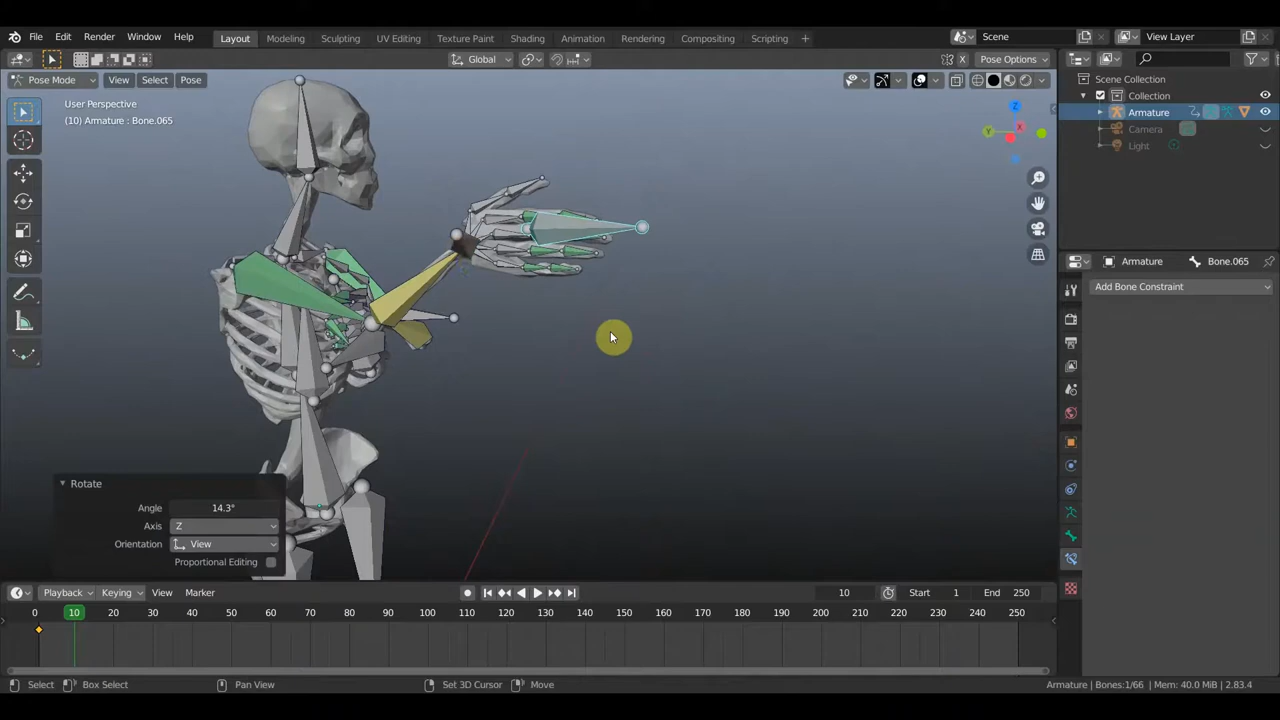 File Edit Render Window Help Layout Modeling Sculpting UV Editing Texture Paint Shading Animation Rendering Compositing Scripting + Scene View Layer
Global X Pose Options
Pose Mode View Select Pose
User Perspective
(10) Armature : Bone.065
Scene Collection
Collection
Armature
Camera
Light
Z
Y
X
Armature Bone.065
Add Bone Constraint
Rotate
Angle 14.3°
Axis Z
Orientation View
Proportional Editing
Playback Keying View Marker 10 Start 1 End 250
0 10 20 30 40 50 60 70 80 90 100 110 120 130 140 150 160 170 180 190 200 210 220 230 240 250
Select Box Select Pan View Set 3D Cursor Move Armature | Bones:1/66 | Mem: 40.0 MiB | 2.83.4